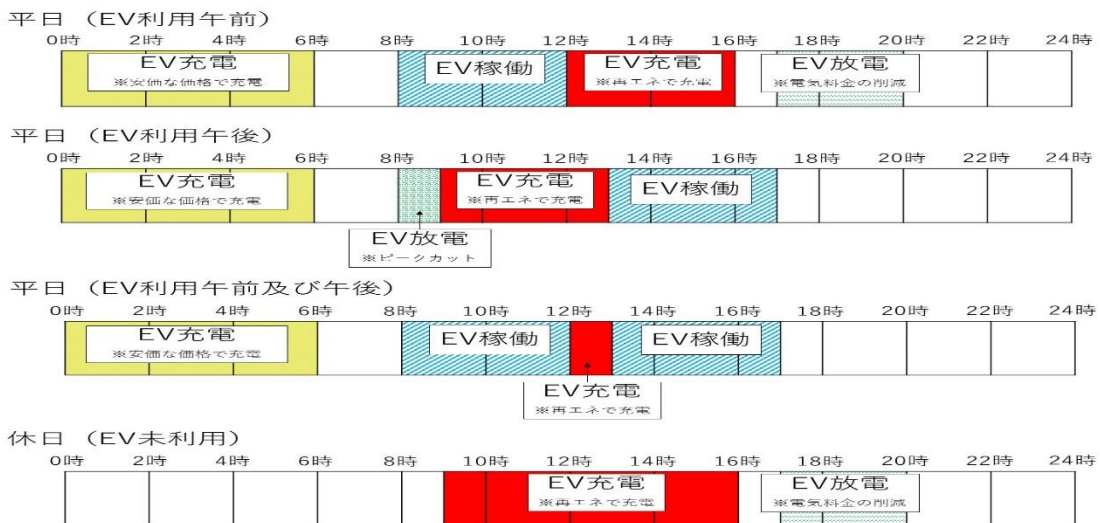 平日（EV利用午前）
0時 2時 4時 6時 8時 10時 12時 14時 16時 18時 20時 22時 24時
EV充電 EV稼働 EV充電 EV放電
※安価な価格で充電 ※再エネで充電 ※電気料金の削減
平日（EV利用午後）
0時 2時 4時 6時 8時 10時 12時 14時 16時 18時 20時 22時 24時
EV充電 EV充電 EV稼働
※安価な価格で充電 ※再エネで充電
EV放電
※ピークカット
平日（EV利用午前及び午後）
0時 2時 4時 6時 8時 10時 12時 14時 16時 18時 20時 22時 24時
EV充電 EV稼働 EV稼働
※安価な価格で充電
EV充電
※再エネで充電
休日（EV未利用）
0時 2時 4時 6時 8時 10時 12時 14時 16時 18時 20時 22時 24時
EV充電 EV放電
※再エネで充電 ※電気料金の削減